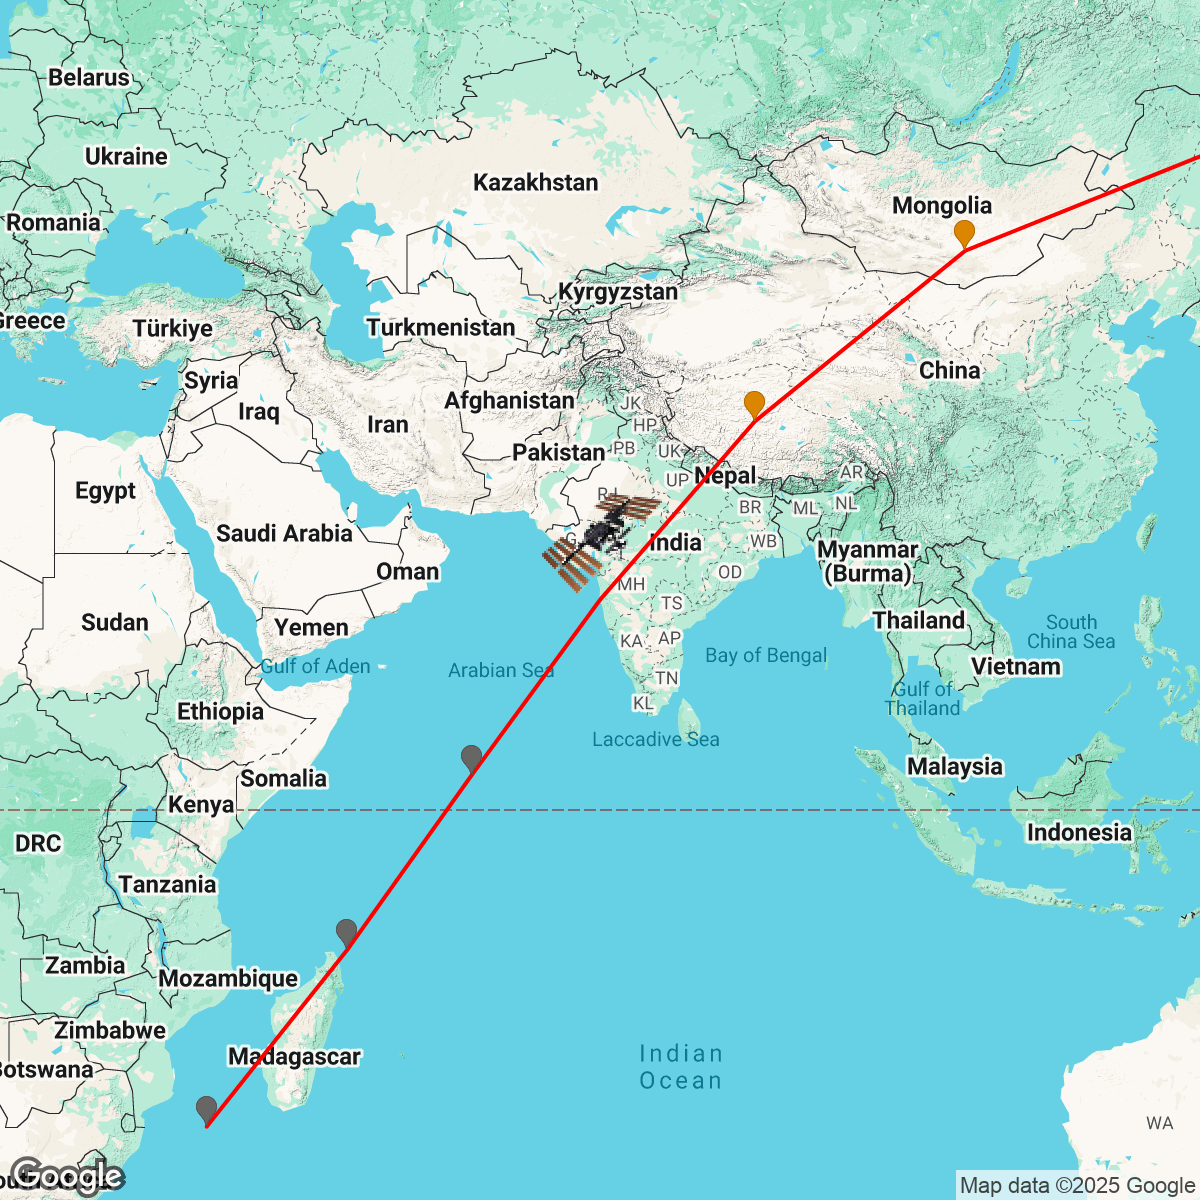 Belarus
Ukraine
Kazakhstan
Mongolia
Romania
Kyrgyzstan
Greece
Türkiye
Turkmenistan
China
Syria
Afghanistan
JK
Iraq
Iran
HP
PB
Pakistan
UK
AR
Nepal
UP
Egypt
RJ
BR
ML
NL
Saudi Arabia
G
India
WB
Myanmar
(Burma)
Oman
MH
OD
TS
Sudan
Yemen
Thailand
South
China Sea
KA
AP
Bay of Bengal
Gulf of Aden
Arabian Sea
TN
Vietnam
KL
Gulf of
Thailand
Ethiopia
Laccadive Sea
Malaysia
Somalia
Kenya
Indonesia
DRC
Tanzania
Zambia
Mozambique
Zimbabwe
Madagascar
Indian
Ocean
Botswana
WA
Google
Map data ©2025 Google